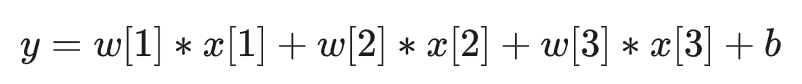 y = w[1] * x[1] + w[2] * x[2] + w[3] * x[3] + b